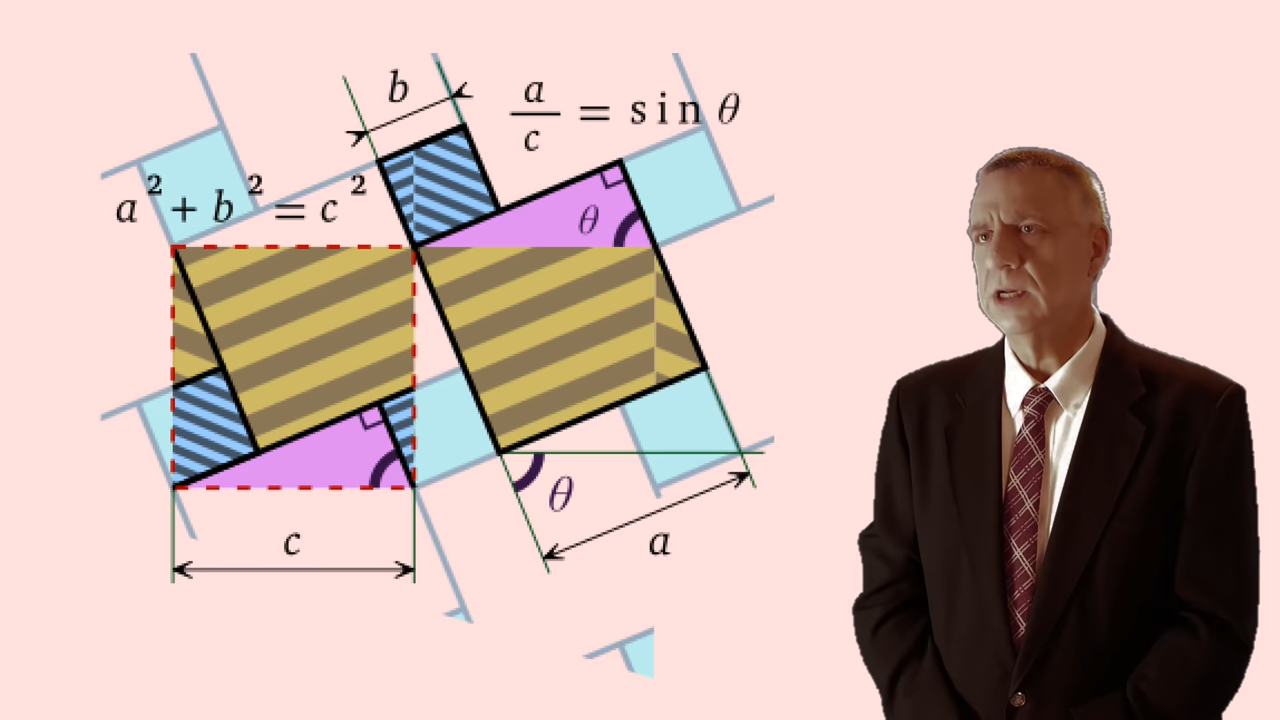 b
a
c
= sin θ
a² + b² = c²
θ
θ
c
a